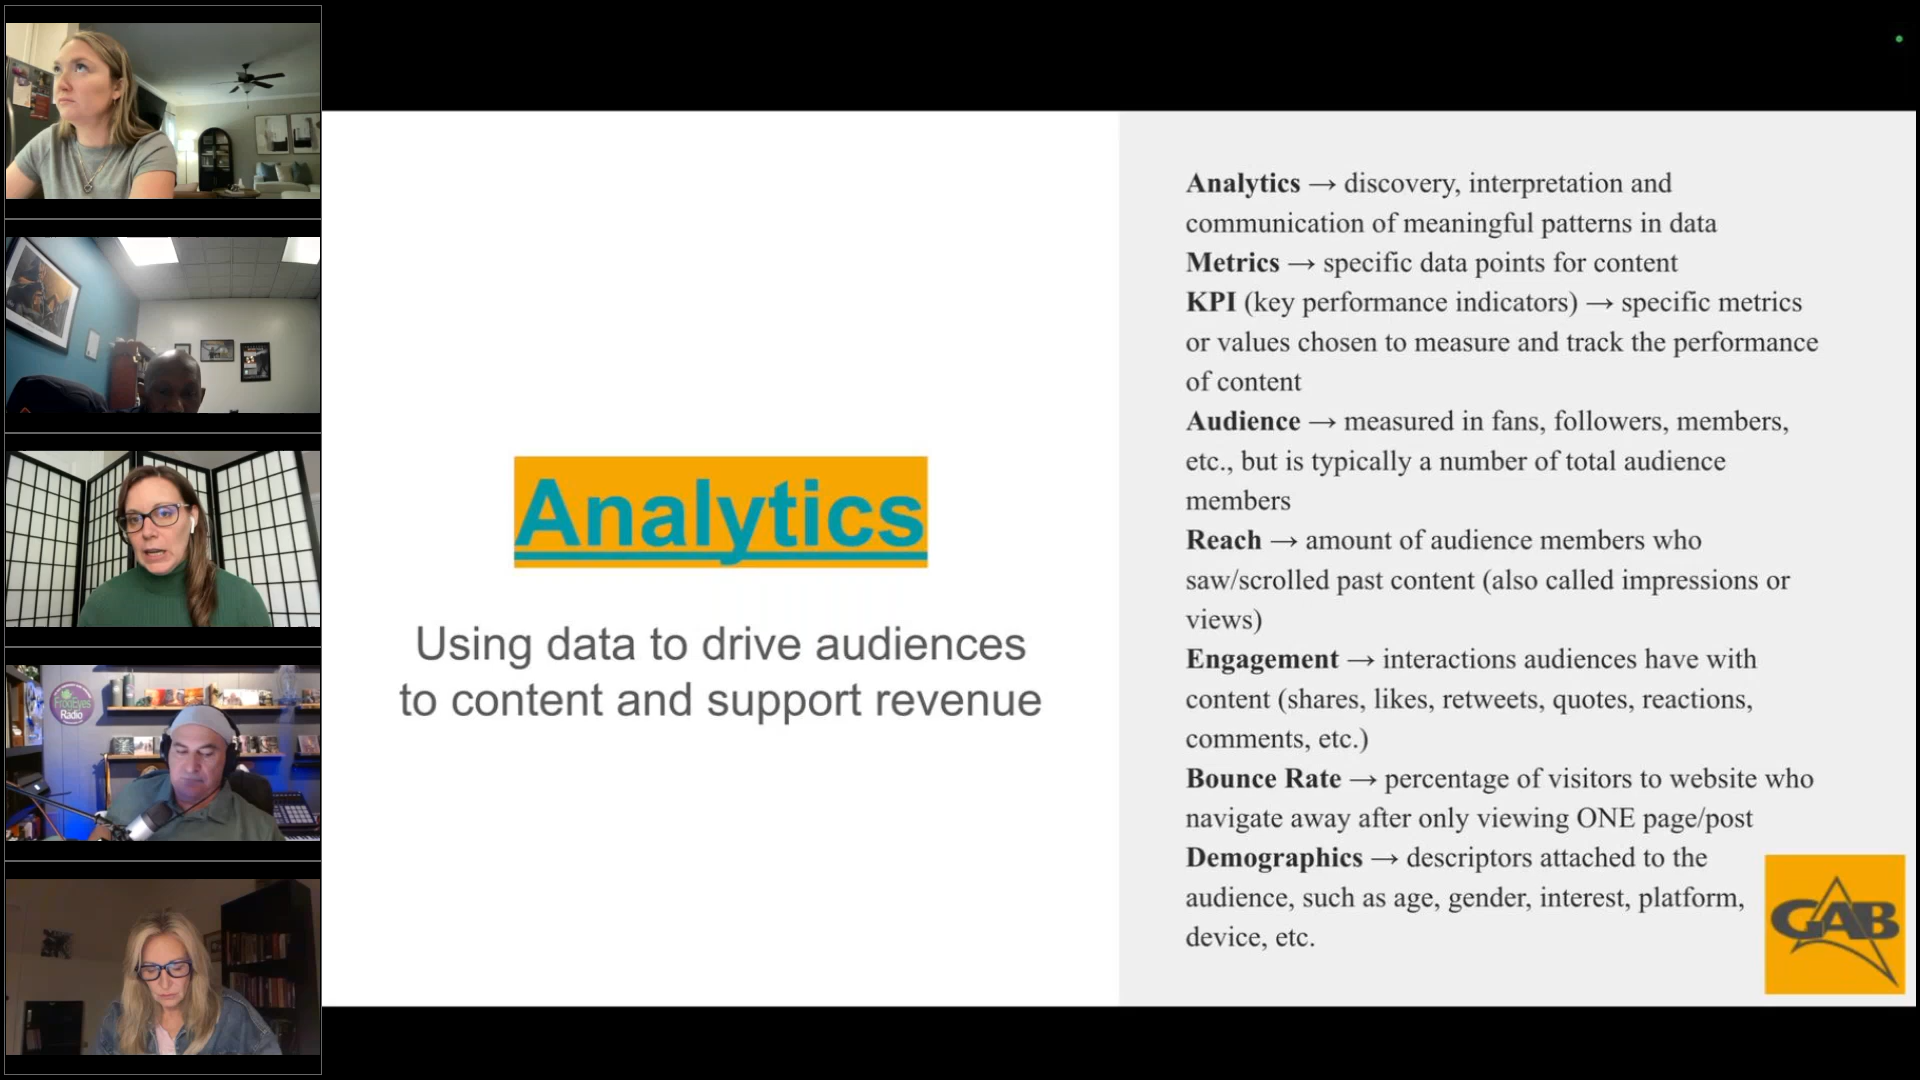 FrogEyes
Radio
Analytics
Using data to drive audiences
to content and support revenue
Analytics → discovery, interpretation and
communication of meaningful patterns in data
Metrics → specific data points for content
KPI (key performance indicators) → specific metrics
or values chosen to measure and track the performance
of content
Audience → measured in fans, followers, members,
etc., but is typically a number of total audience
members
Reach → amount of audience members who
saw/scrolled past content (also called impressions or
views)
Engagement → interactions audiences have with
content (shares, likes, retweets, quotes, reactions,
comments, etc.)
Bounce Rate → percentage of visitors to website who
navigate away after only viewing ONE page/post
Demographics → descriptors attached to the
audience, such as age, gender, interest, platform,
device, etc.
GAB